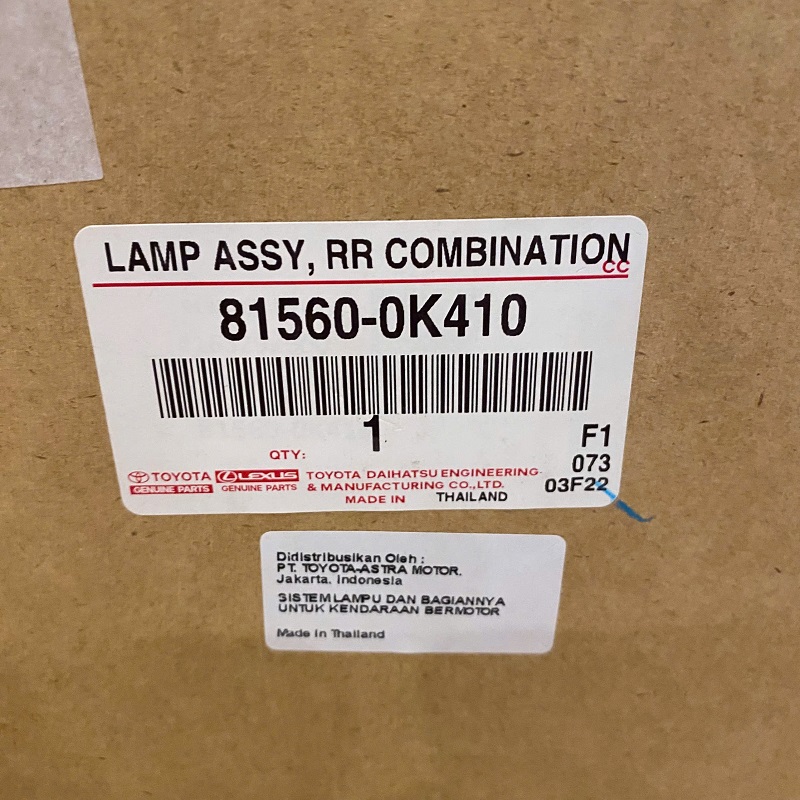 LAMP ASSY, RR COMBINATION
CC
81560-0K410
1
QTY:
F1
073
03F22
TOYOTA
GENUINE PARTS
LEXUS
GENUINE PARTS
TOYOTA DAIHATSU ENGINEERING
& MANUFACTURING CO.,LTD.
MADE IN THAILAND
Didistribusikan Oleh :
PT. TOYOTA-ASTRA MOTOR.
Jakarta. Indonesia
SISTEM LAMPU DAN BAGIANNYA
UNTUK KENDARAAN BERMOTOR
Made In Thailand